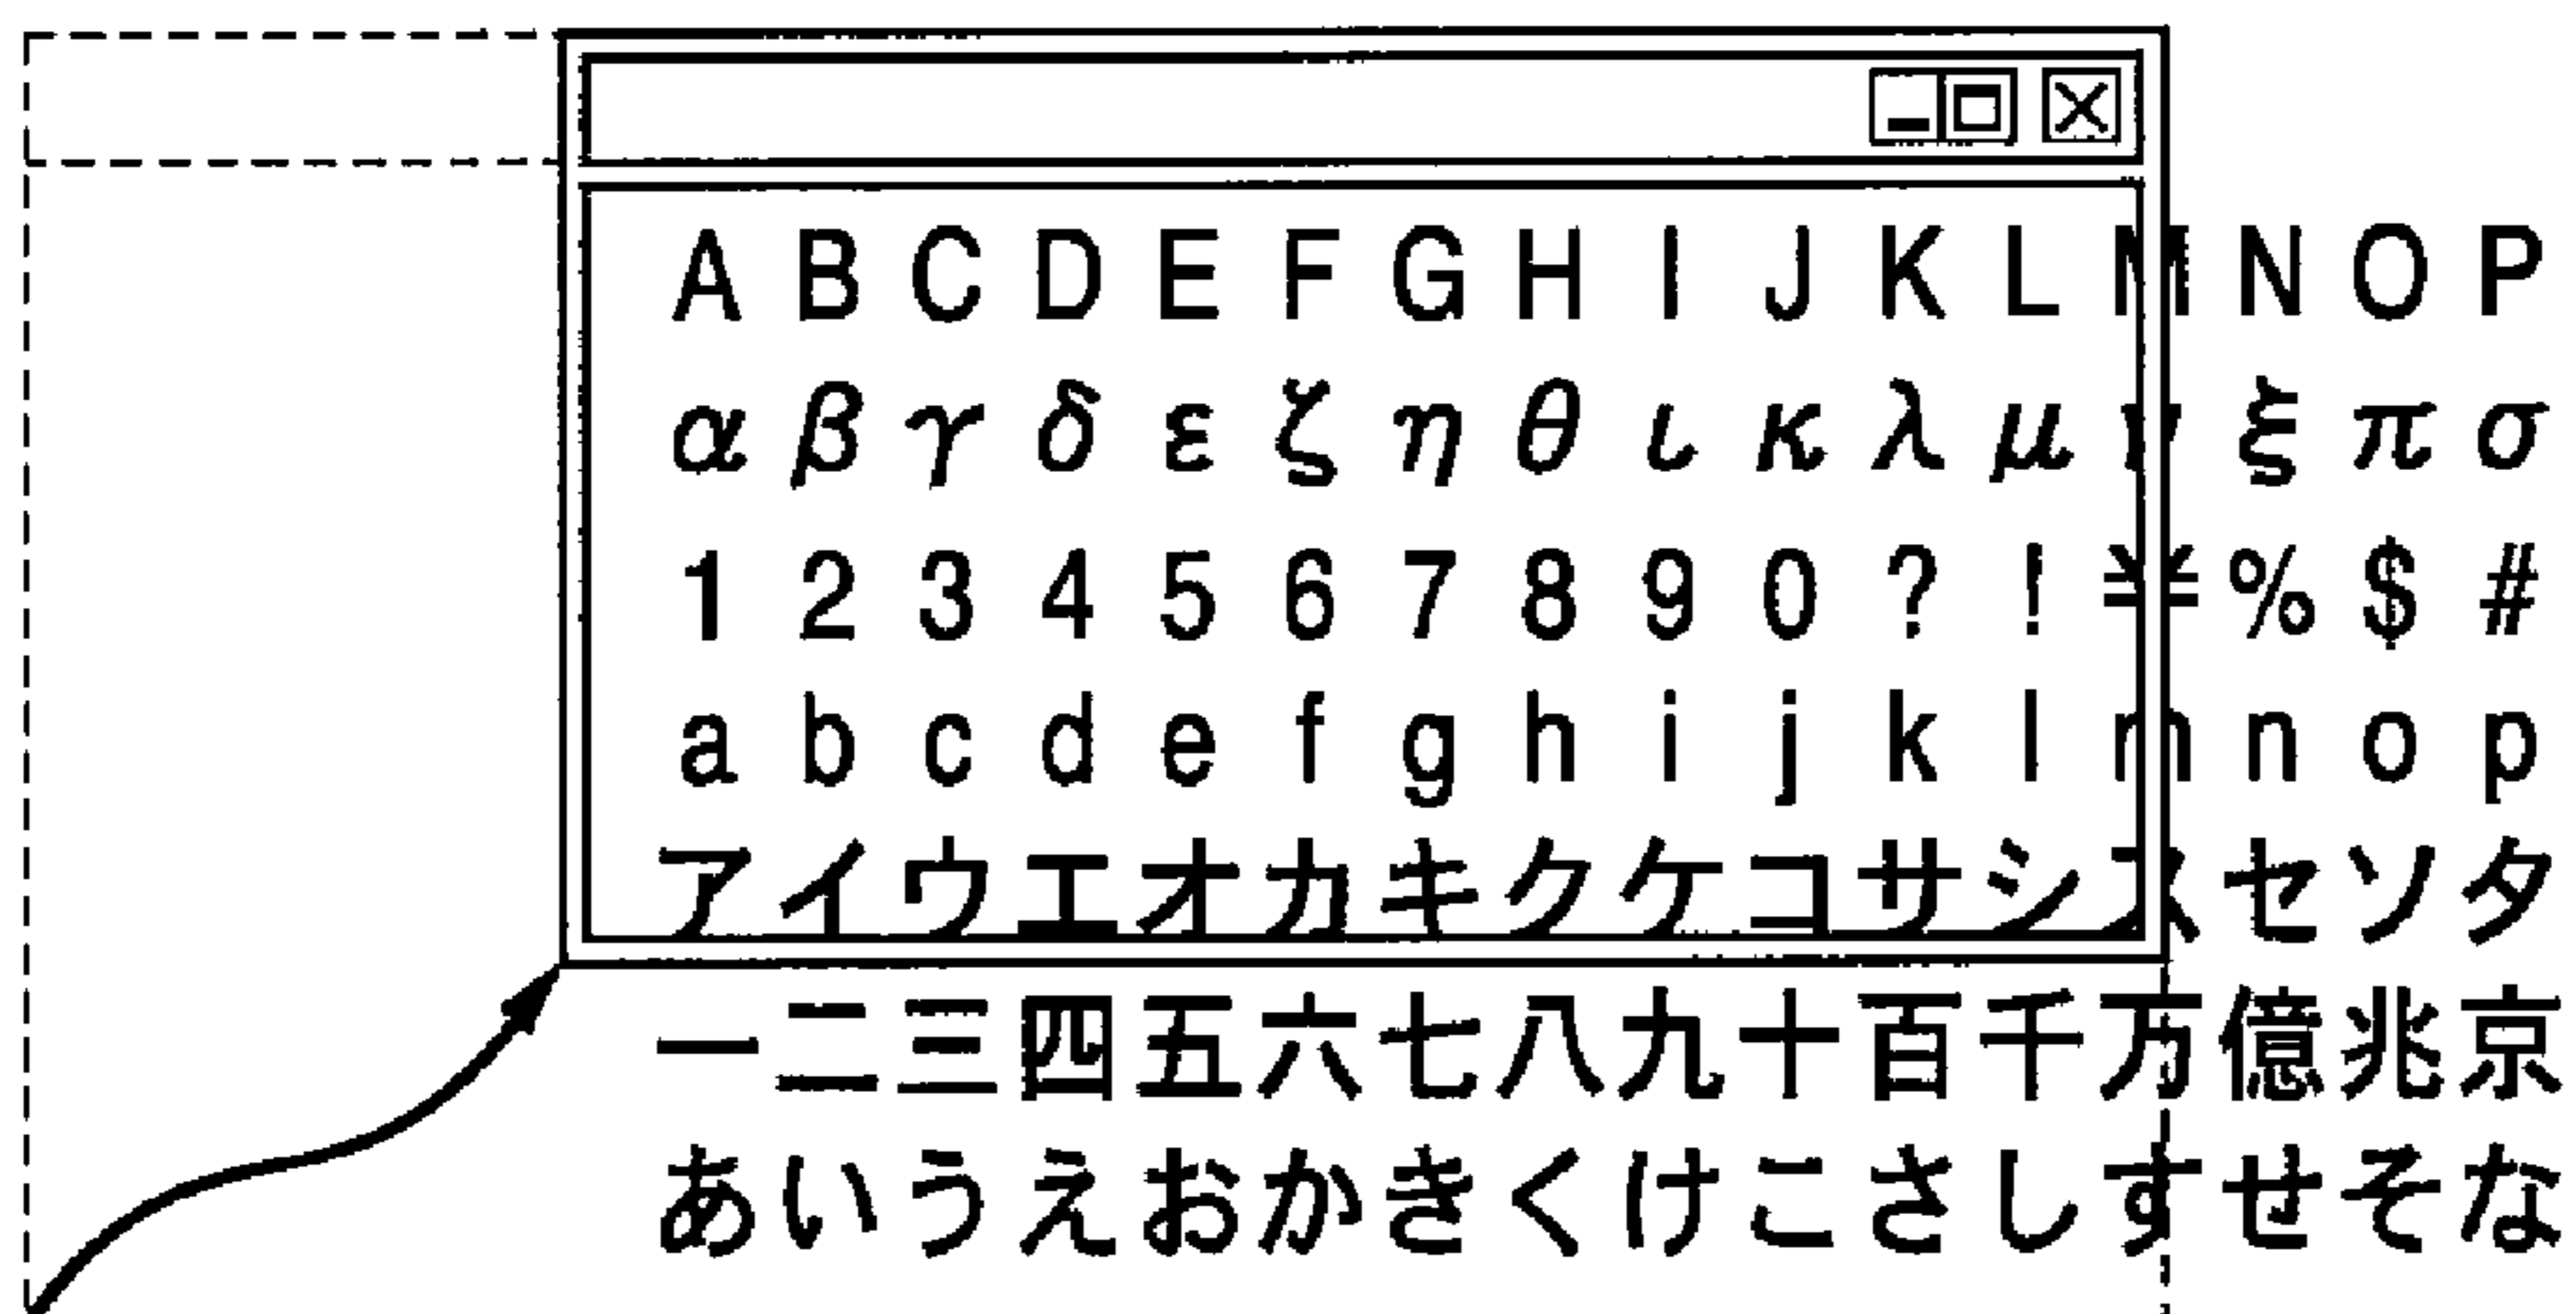 A B C D E F G H I J K L M N O P
α β γ δ ε ζ η θ ι κ λ μ ν ξ π σ
1 2 3 4 5 6 7 8 9 0 ? ! ¥ % $ #
a b c d e f g h i j k l m n o p
ア イ ウ エ オ カ キ ク ケ コ サ シ ス セ ソ タ
一 二 三 四 五 六 七 八 九 十 百 千 万 億 兆 京
あ い う え お か き く け こ さ し す せ そ な